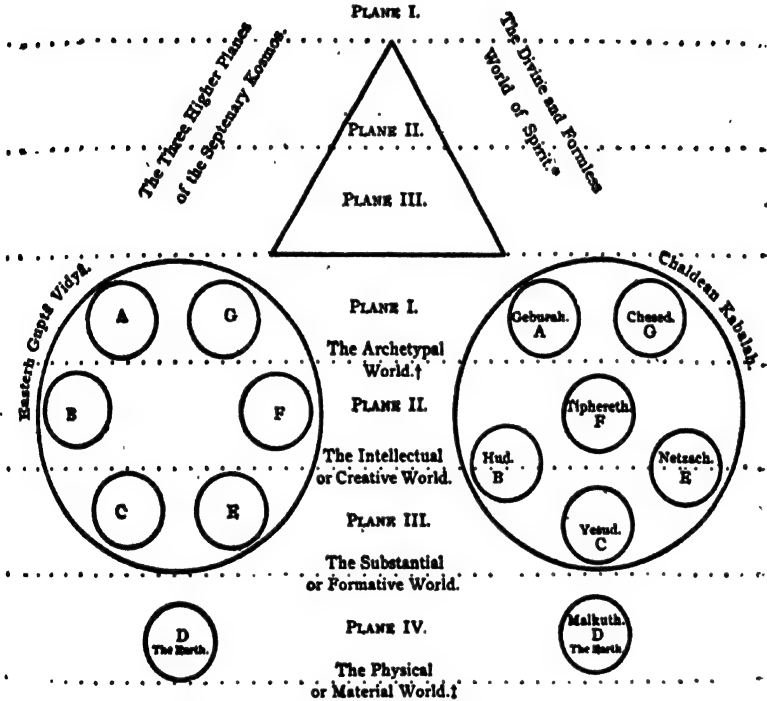 PLANE I.
The Three Higher Planes
of the Septenary Kosmos.
The Divine and Formless
World of Spirit.*
PLANE II.
PLANE III.
Eastern Guptâ Vidyâ.
Chaldean Kabalah.
A
G
PLANE I.
Geburah.
A
Chesed.
G
The Archetypal
World.†
B
F
PLANE II.
Tiphereth.
F
The Intellectual
or Creative World.
Hud.
B
Netzach.
E
C
E
PLANE III.
Yesud.
C
The Substantial
or Formative World.
D
The Earth.
PLANE IV.
Malkuth.
D
The Earth
The Physical
or Material World.‡